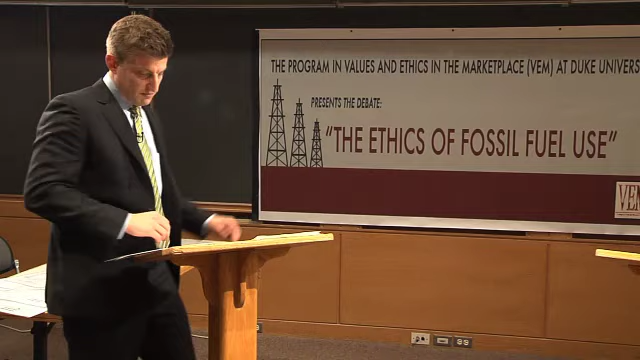 THE PROGRAM IN VALUES AND ETHICS IN THE MARKETPLACE (VEM) AT DUKE UNIVERS
PRESENTS THE DEBATE:
"THE ETHICS OF FOSSIL FUEL USE"
VEM